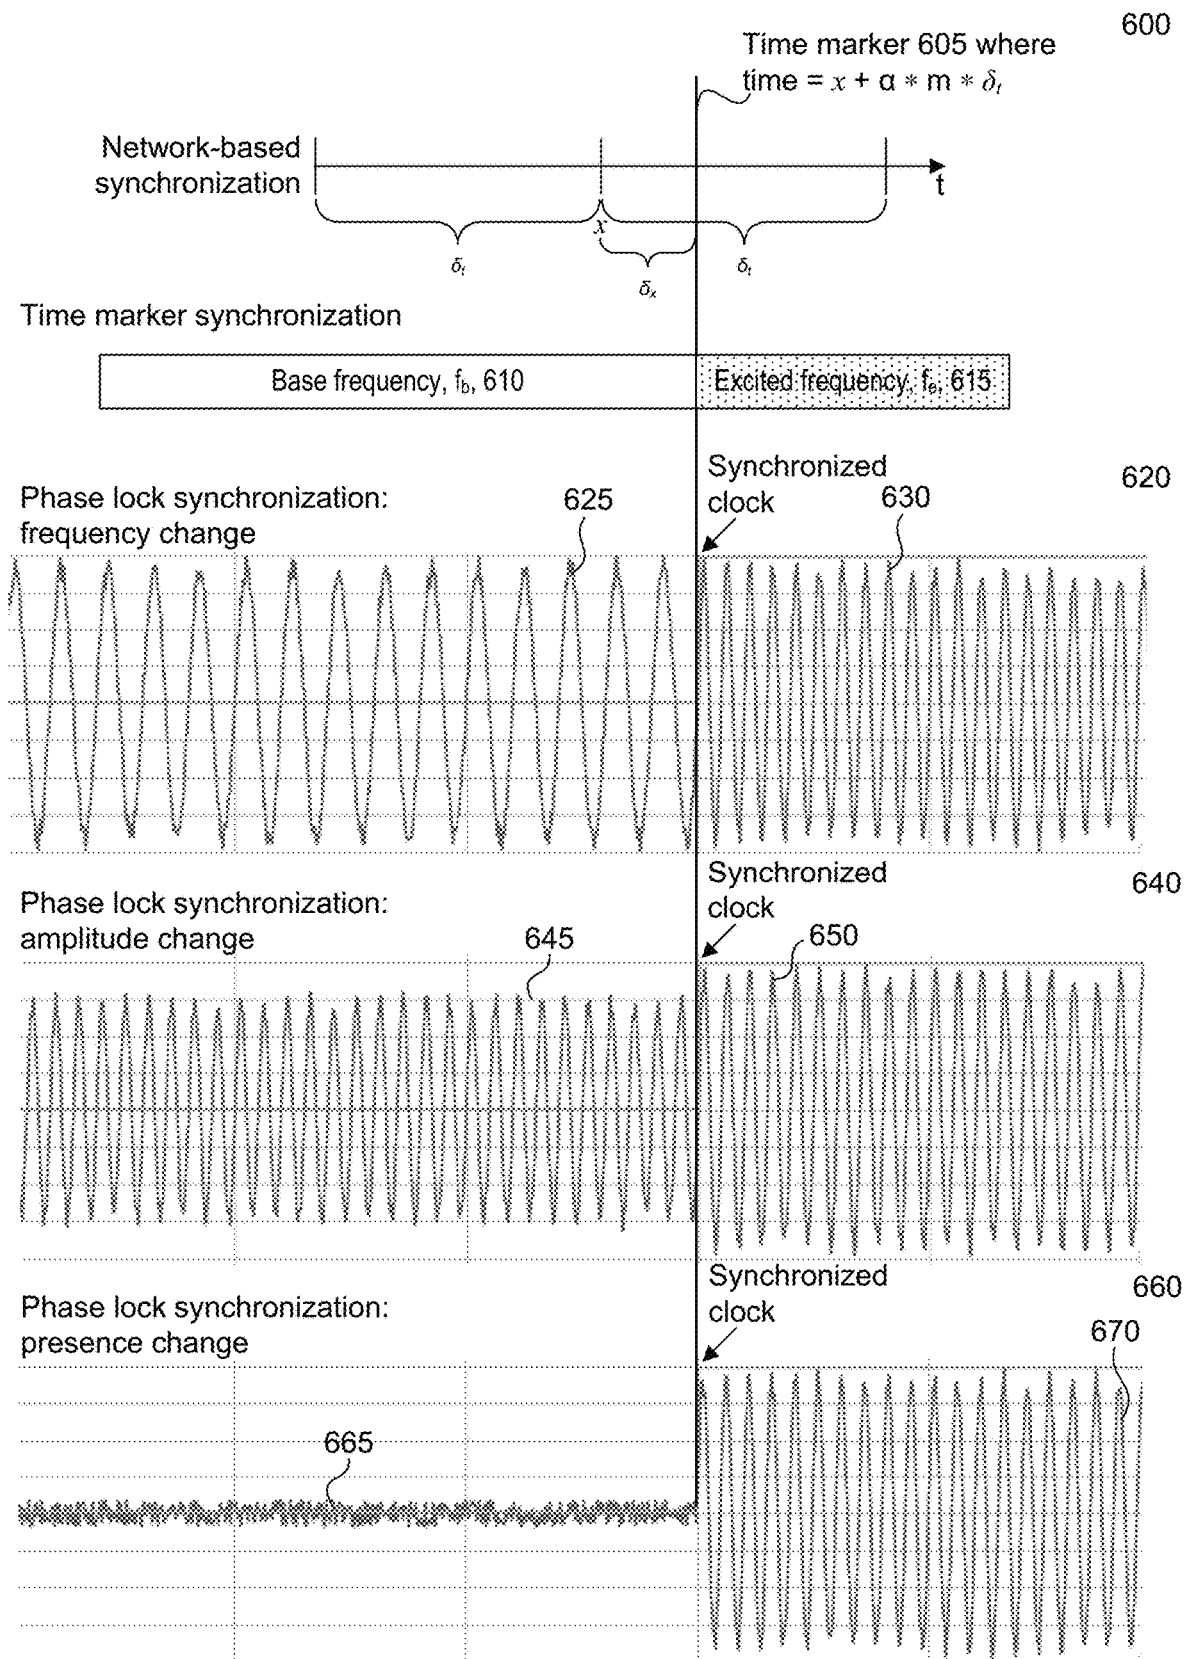 600
Time marker 605 where
time = x + α * m * δt
Network-based
synchronization
t
x
δt
δx
δt
Time marker synchronization
Base frequency, fb, 610
Excited frequency, fe, 615
Synchronized
clock
620
Phase lock synchronization:
frequency change
625
630
Synchronized
clock
640
Phase lock synchronization:
amplitude change
645
650
Synchronized
clock
660
Phase lock synchronization:
presence change
670
665